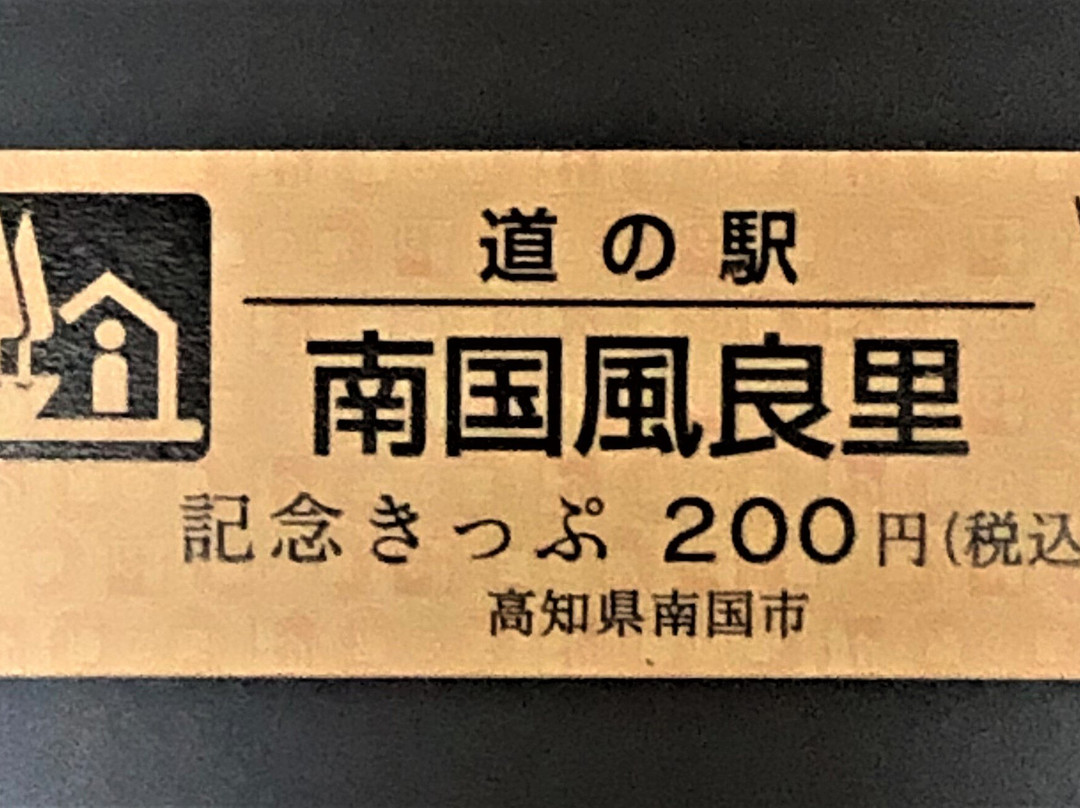 道の駅
南国風良里
記念きっぷ 200円(税込
高知県南国市